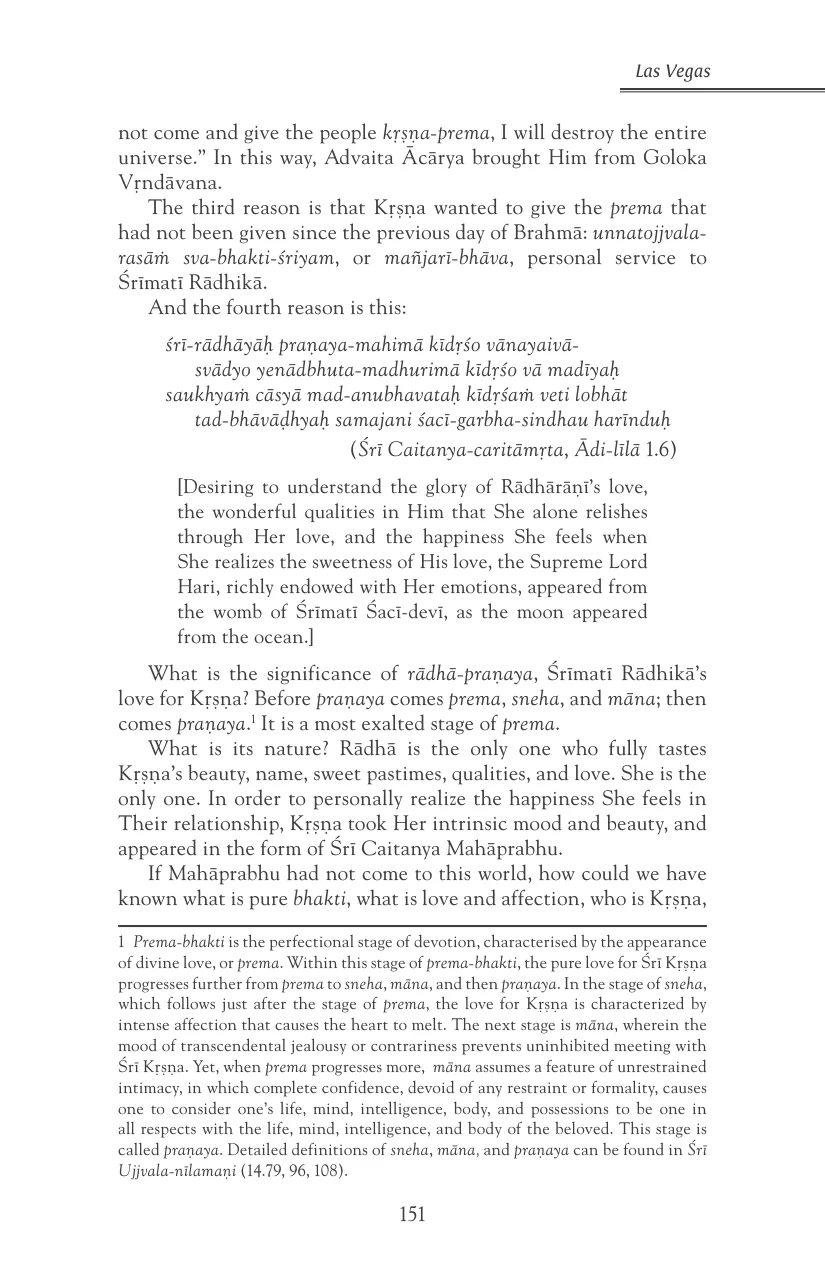 Las Vegas
not come and give the people kṛṣṇa-prema, I will destroy the entire
universe.” In this way, Advaita Ācārya brought Him from Goloka
Vṛndāvana.
The third reason is that Kṛṣṇa wanted to give the prema that
had not been given since the previous day of Brahmā: unnatojjvala-
rasāṁ sva-bhakti-śriyam, or mañjarī-bhāva, personal service to
Śrīmatī Rādhikā.
And the fourth reason is this:
śrī-rādhāyāḥ praṇaya-mahimā kīdṛśo vānayaivā-
svādyo yenādbhuta-madhurimā kīdṛśo vā madīyaḥ
saukhyaṁ cāsyā mad-anubhavataḥ kīdṛśaṁ veti lobhāt
tad-bhāvāḍhyaḥ samajani śacī-garbha-sindhau harīnduḥ
(Śrī Caitanya-caritāmṛta, Ādi-līlā 1.6)
[Desiring to understand the glory of Rādhārāṇī’s love,
the wonderful qualities in Him that She alone relishes
through Her love, and the happiness She feels when
She realizes the sweetness of His love, the Supreme Lord
Hari, richly endowed with Her emotions, appeared from
the womb of Śrīmatī Śacī-devī, as the moon appeared
from the ocean.]
What is the significance of rādhā-praṇaya, Śrīmatī Rādhikā’s
love for Kṛṣṇa? Before praṇaya comes prema, sneha, and māna; then
comes praṇaya.1 It is a most exalted stage of prema.
What is its nature? Rādhā is the only one who fully tastes
Kṛṣṇa’s beauty, name, sweet pastimes, qualities, and love. She is the
only one. In order to personally realize the happiness She feels in
Their relationship, Kṛṣṇa took Her intrinsic mood and beauty, and
appeared in the form of Śrī Caitanya Mahāprabhu.
If Mahāprabhu had not come to this world, how could we have
known what is pure bhakti, what is love and affection, who is Kṛṣṇa,
1 Prema-bhakti is the perfectional stage of devotion, characterised by the appearance
of divine love, or prema. Within this stage of prema-bhakti, the pure love for Śrī Kṛṣṇa
progresses further from prema to sneha, māna, and then praṇaya. In the stage of sneha,
which follows just after the stage of prema, the love for Kṛṣṇa is characterized by
intense affection that causes the heart to melt. The next stage is māna, wherein the
mood of transcendental jealousy or contrariness prevents uninhibited meeting with
Śrī Kṛṣṇa. Yet, when prema progresses more, māna assumes a feature of unrestrained
intimacy, in which complete confidence, devoid of any restraint or formality, causes
one to consider one’s life, mind, intelligence, body, and possessions to be one in
all respects with the life, mind, intelligence, and body of the beloved. This stage is
called praṇaya. Detailed definitions of sneha, māna, and praṇaya can be found in Śrī
Ujjvala-nīlamaṇi (14.79, 96, 108).
151